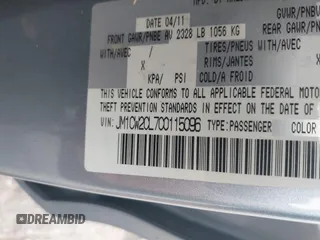 DATE 04/11
GVWR/PNBV
FRONT GAWR/PNBE AV 2328 LB 1056 KG
WITH/AVEC TIRES/PNEUS WITH/
X RIMS/JANTES
KPA/ PSI COLD/A FROID
THIS VEHICLE CONFORMS TO ALL APPLICABLE FEDERAL MOTOR
THEFT PREVENTION STANDARDS IN EFFECT ON THE DATE OF
VIN: JM1CW2CL7C0115096 TYPE:PASSENGER COLOR
DREAMBID